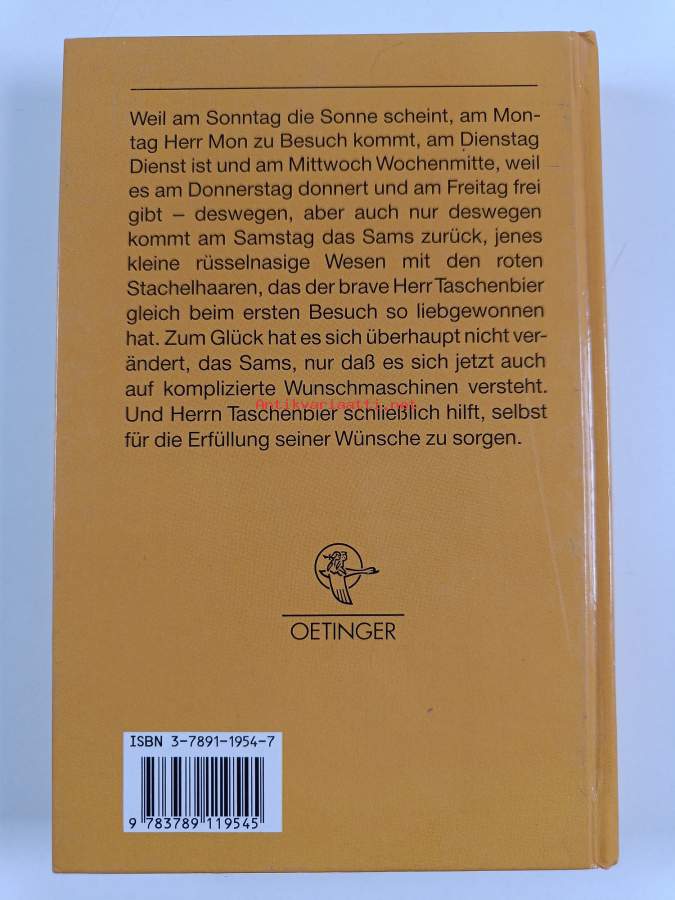 Weil am Sonntag die Sonne scheint, am Mon-
tag Herr Mon zu Besuch kommt, am Dienstag
Dienst ist und am Mittwoch Wochenmitte, weil
es am Donnerstag donnert und am Freitag frei
gibt – deswegen, aber auch nur deswegen
kommt am Samstag das Sams zurück, jenes
kleine rüsselnasige Wesen mit den roten
Stachelhaaren, das der brave Herr Taschenbier
gleich beim ersten Besuch so liebgewonnen
hat. Zum Glück hat es sich überhaupt nicht ver-
ändert, das Sams, nur daß es sich jetzt auch
auf komplizierte Wunschmaschinen versteht.
Antikvariaatti.net
Und Herrn Taschenbier schließlich hilft, selbst
für die Erfüllung seiner Wünsche zu sorgen.
OETINGER
ISBN 3-7891-1954-7
9 783789 119545